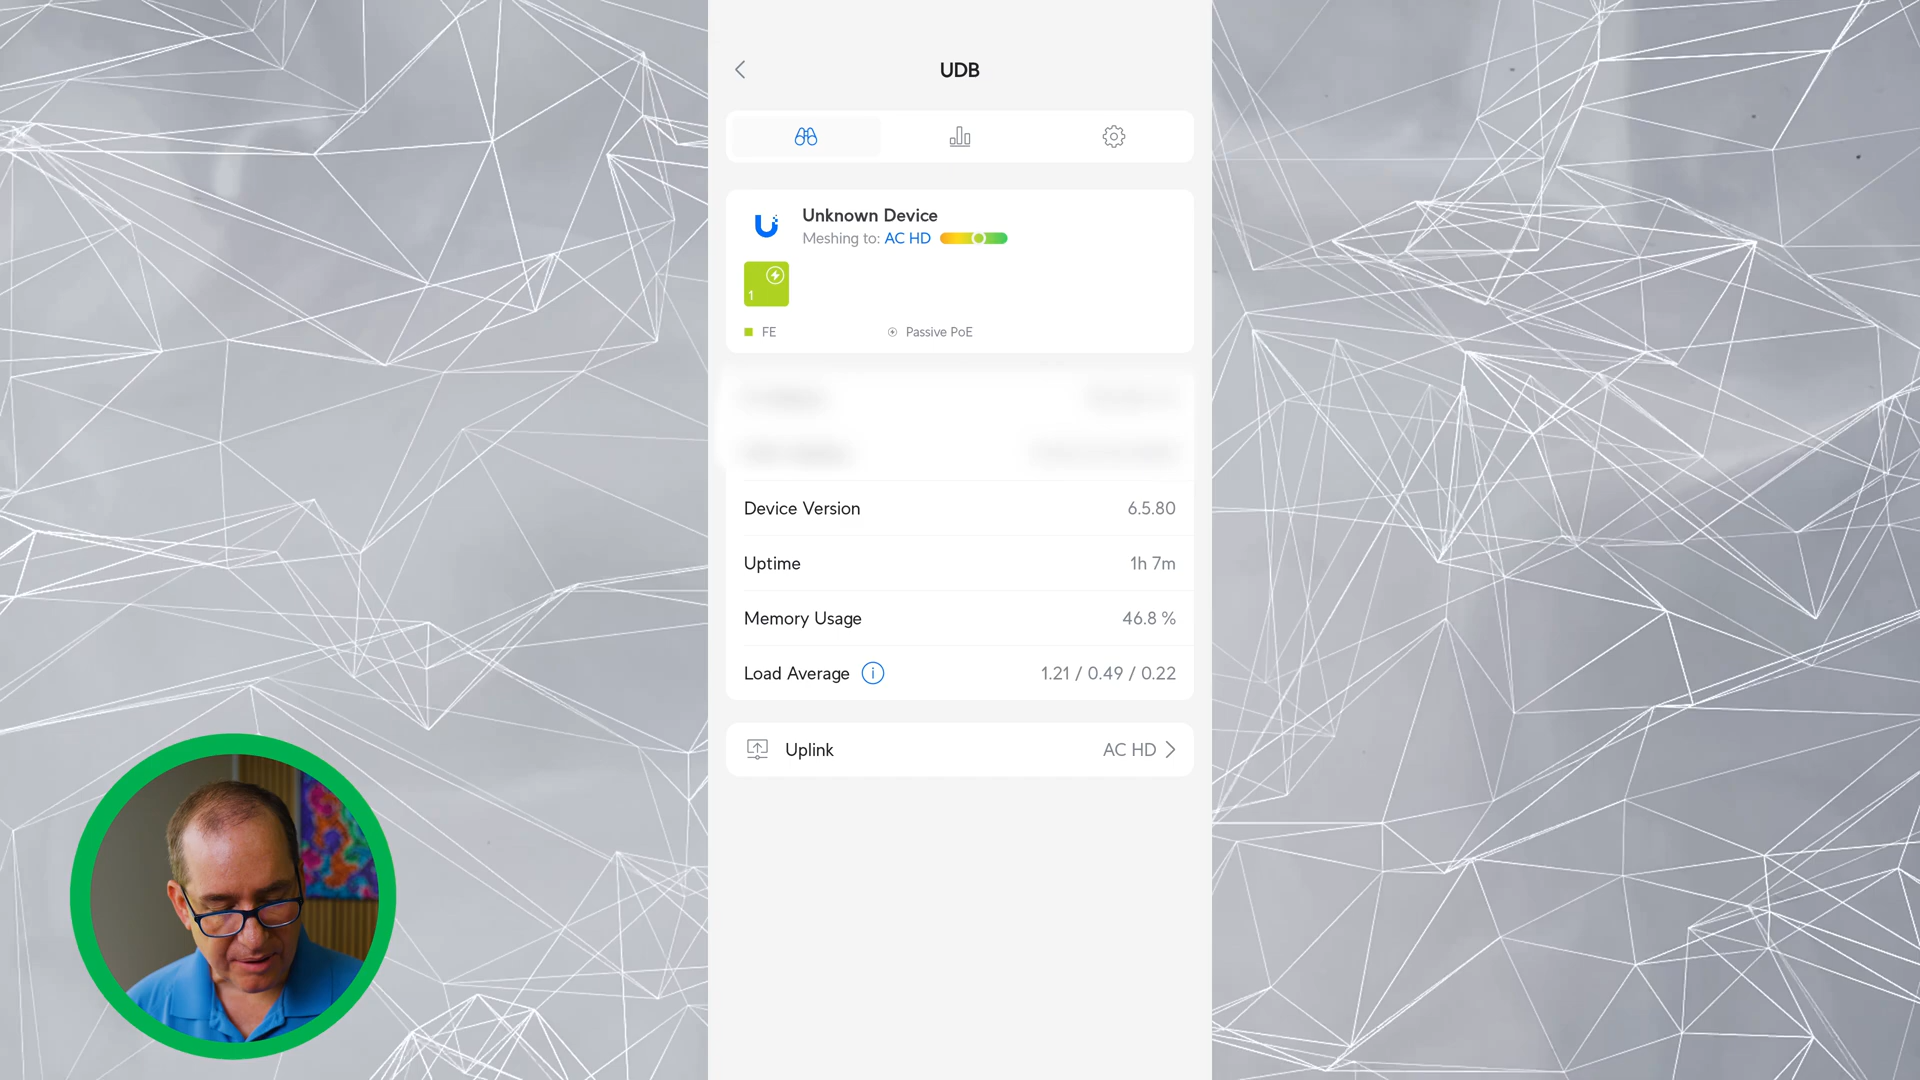 UDB
Unknown Device
Meshing to: AC HD
1
FE
Passive PoE
Device Version 6.5.80
Uptime 1h 7m
Memory Usage 46.8 %
Load Average 1.21 / 0.49 / 0.22
Uplink AC HD